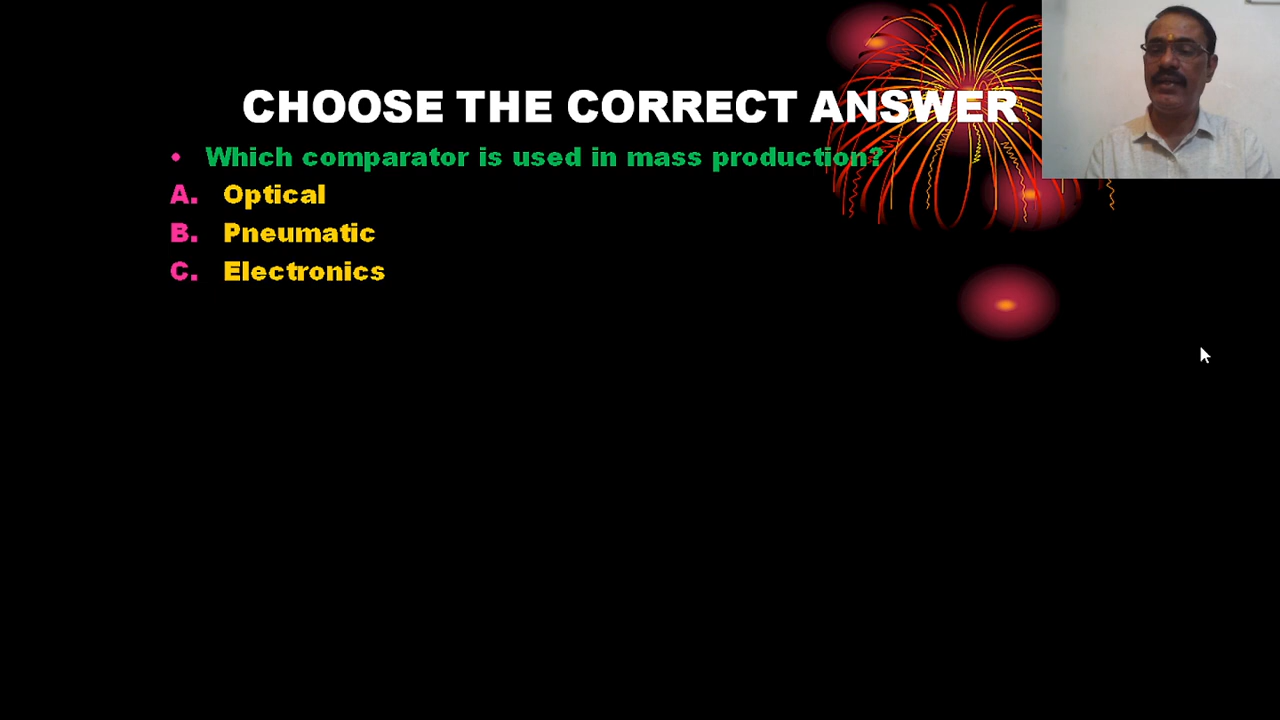 CHOOSE THE CORRECT ANSWER
• Which comparator is used in mass production?
A. Optical
B. Pneumatic
C. Electronics